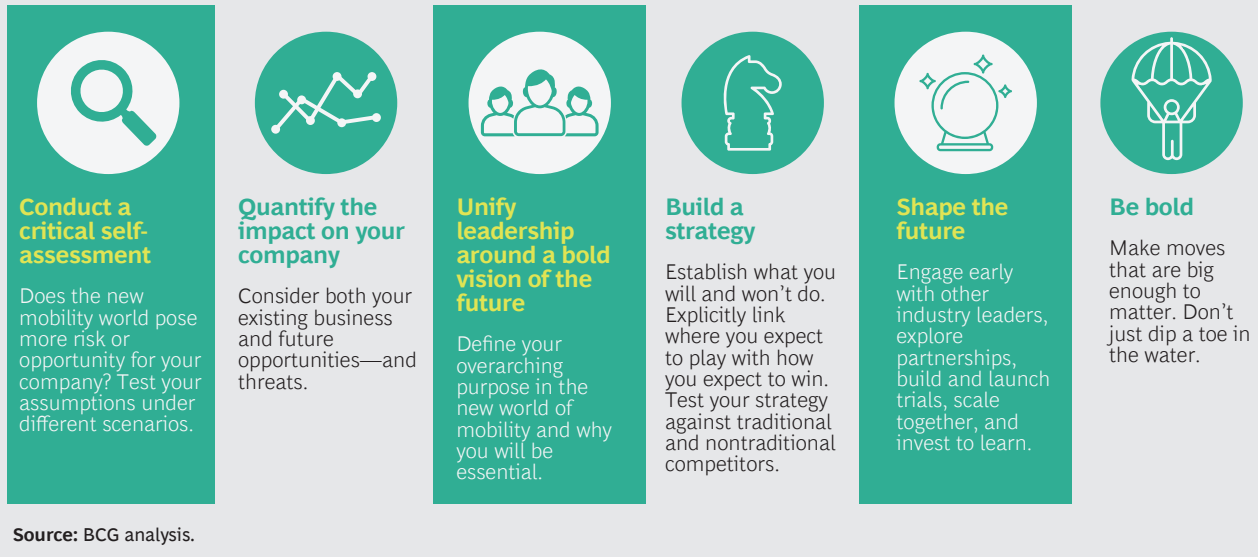 Conduct a
critical self-
assessment
Does the new
mobility world pose
more risk or
opportunity for your
company? Test your
assumptions under
different scenarios.
Quantify the
impact on your
company
Consider both your
existing business
and future
opportunities—and
threats.
Unify
leadership
around a bold
vision of the
future
Define your
overarching
purpose in the
new world of
mobility and why
you will be
essential.
Build a
strategy
Establish what you
will and won’t do.
Explicitly link
where you expect
to play with how
you expect to win.
Test your strategy
against traditional
and nontraditional
competitors.
Shape the
future
Engage early
with other
industry leaders,
explore
partnerships,
build and launch
trials, scale
together, and
invest to learn.
Be bold
Make moves
that are big
enough to
matter. Don’t
just dip a toe in
the water.
Source: BCG analysis.